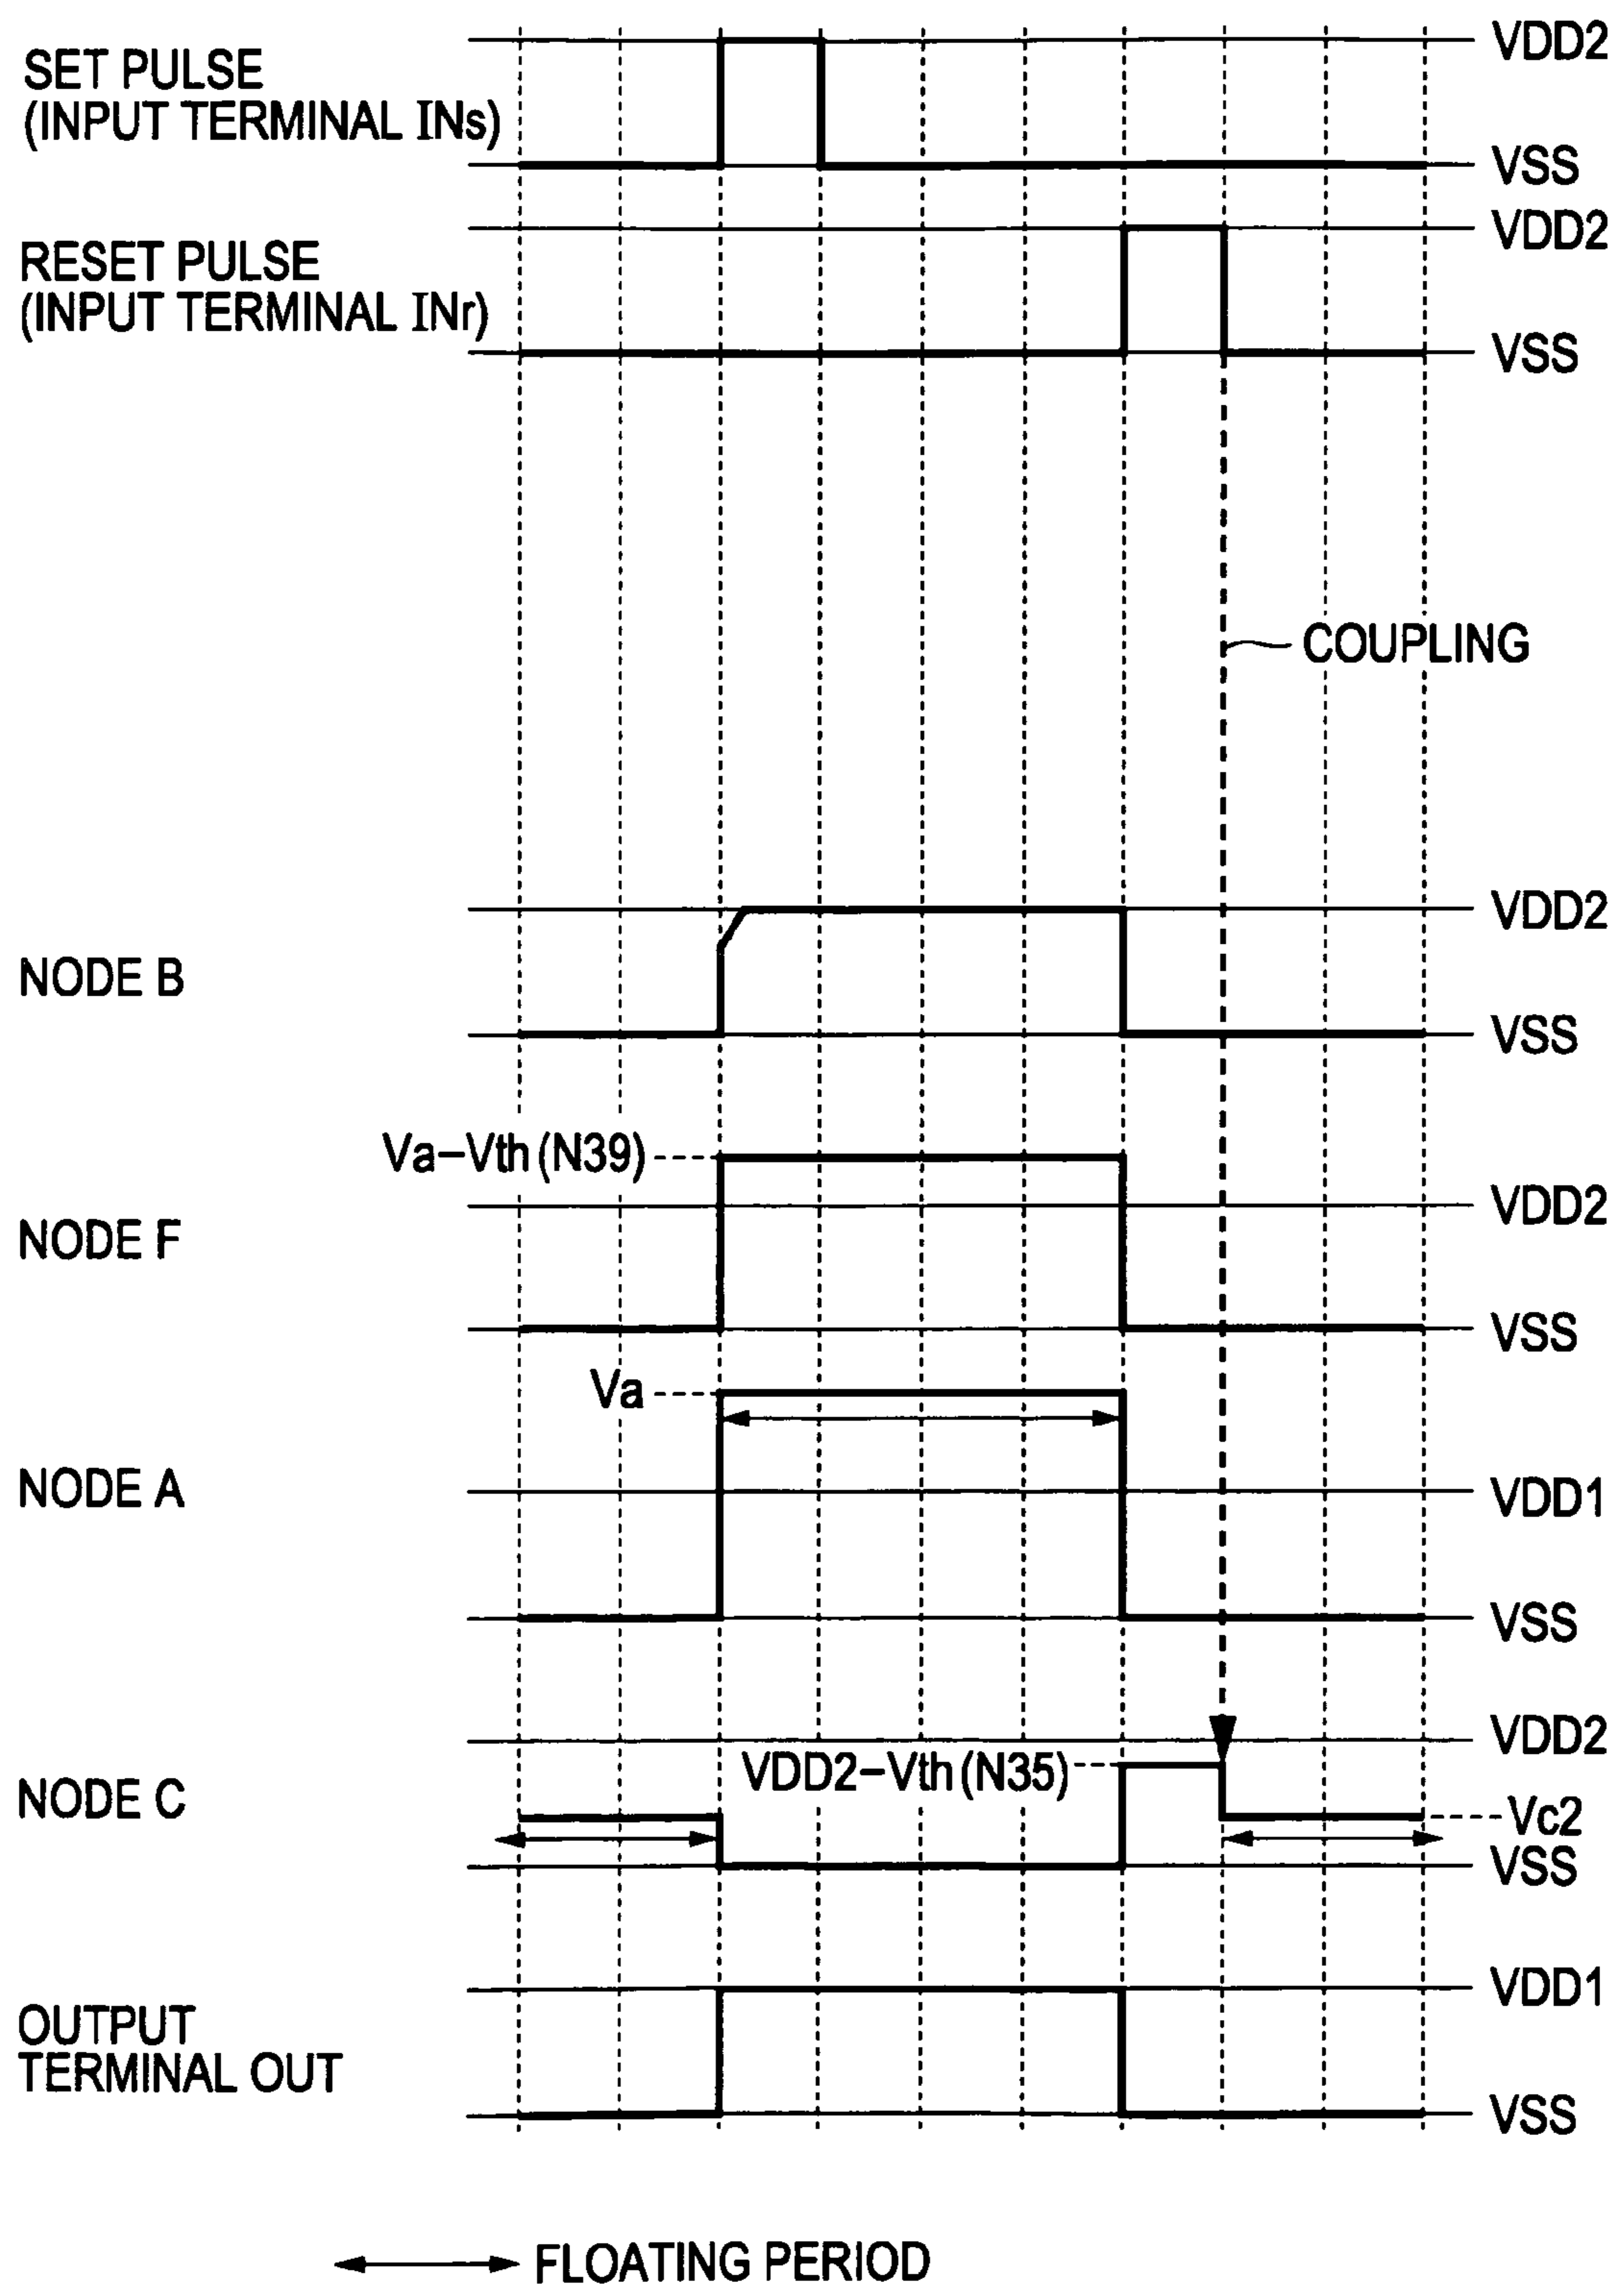 VDD2
SET PULSE
(INPUT TERMINAL INs)
VSS
VDD2
RESET PULSE
(INPUT TERMINAL INr)
VSS
COUPLING
VDD2
NODE B
VSS
Va-Vth (N39)
VDD2
NODE F
VSS
Va
NODE A
VDD1
VSS
VDD2
VDD2-Vth (N35)
NODE C
Vc2
VSS
VDD1
OUTPUT
TERMINAL OUT
VSS
FLOATING PERIOD